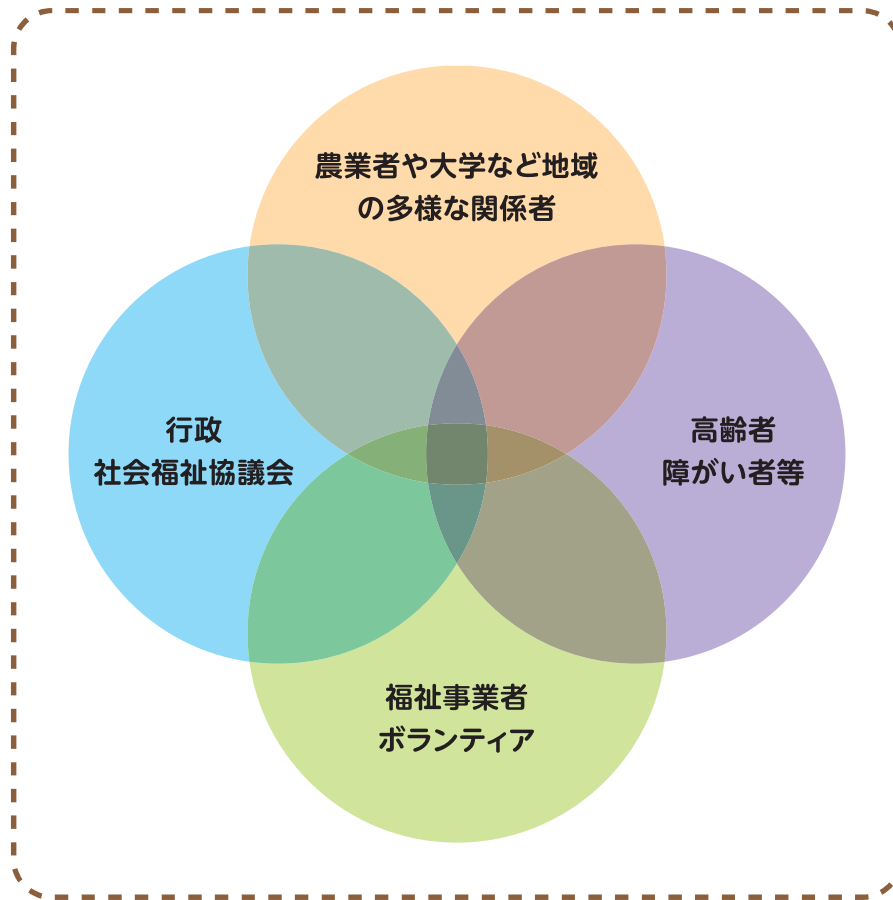 農業者や大学など地域
の多様な関係者
行政
社会福祉協議会
高齢者
障がい者等
福祉事業者
ボランティア